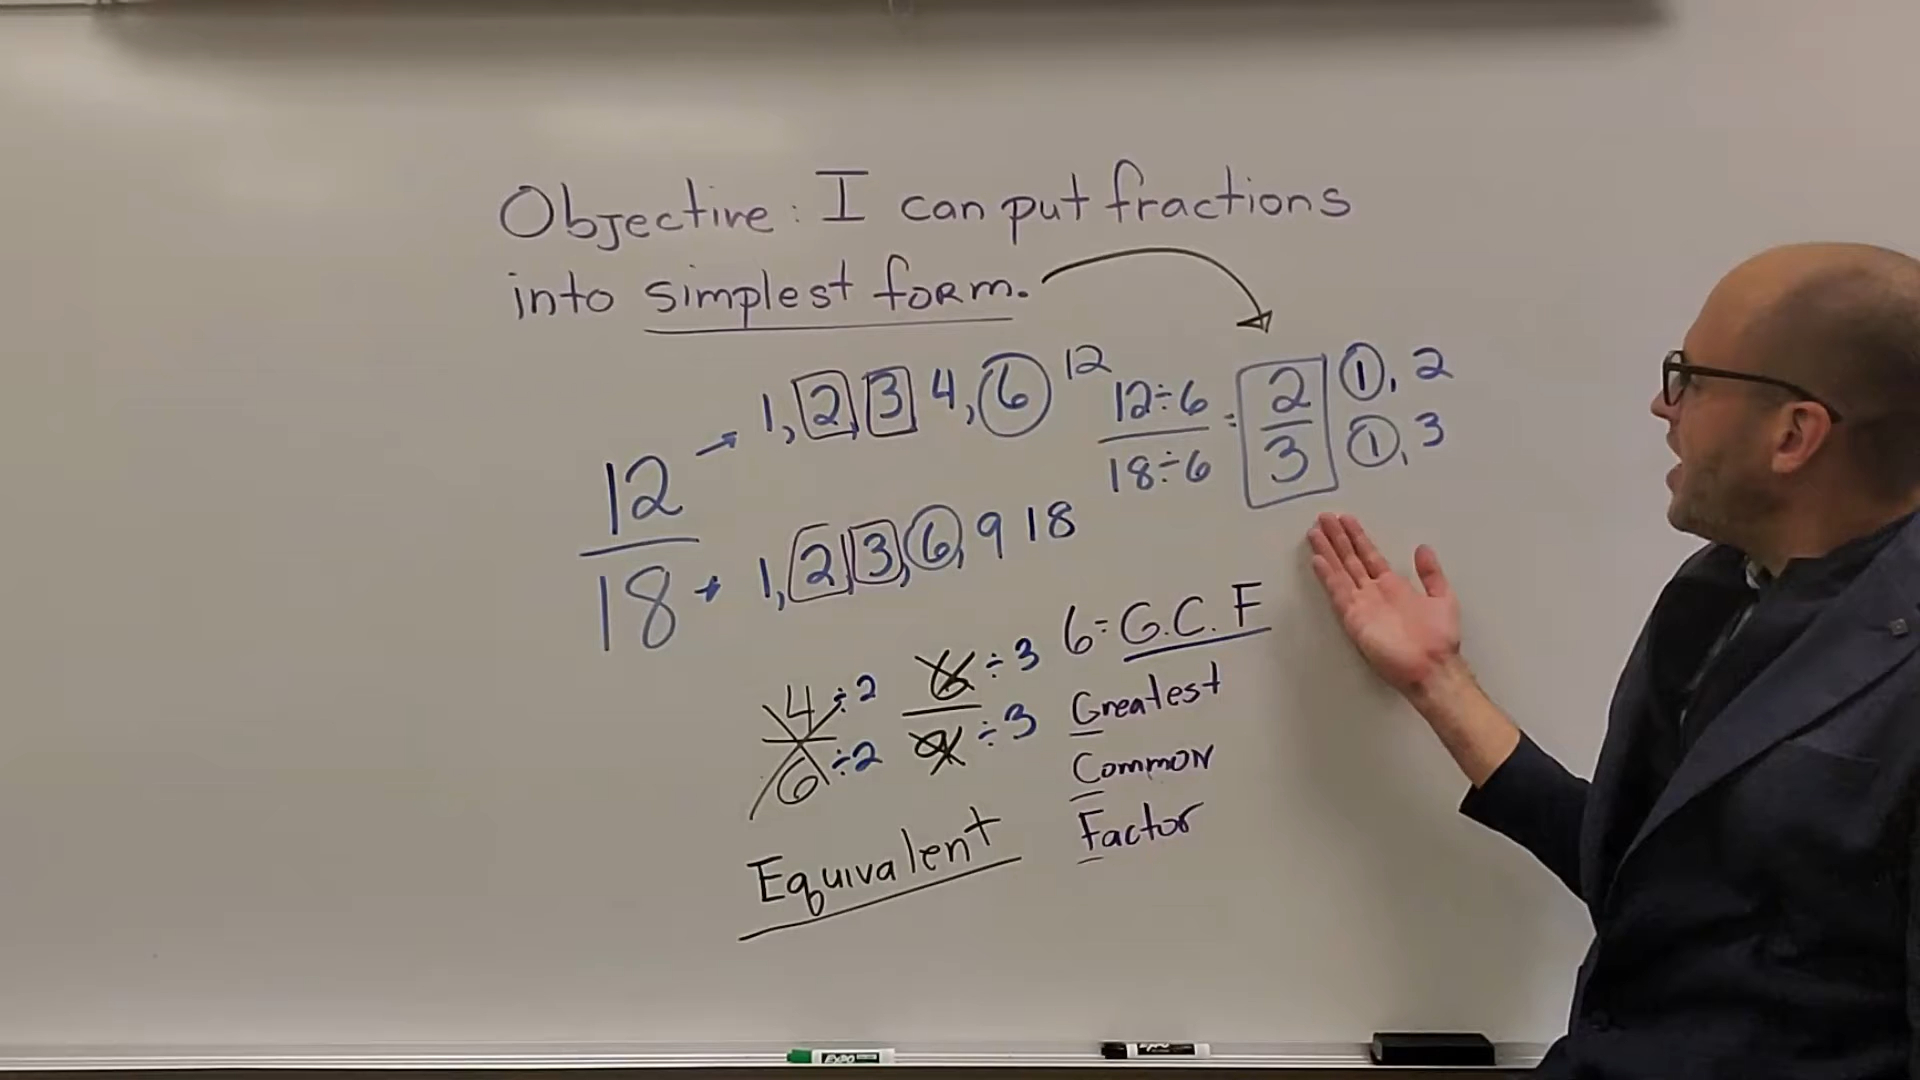 Objective: I can put fractions
into simplest form.
12/18
→ 1, 2, 3 4, 6 12
→ 1, 2, 3, 6, 9 18
12÷6/18÷6 = 2/3
1, 2
1, 3
4÷2/6÷2
6÷3/9÷3
6 = G.C.F
Greatest
Common
Factor
Equivalent
EXPO
EXPO